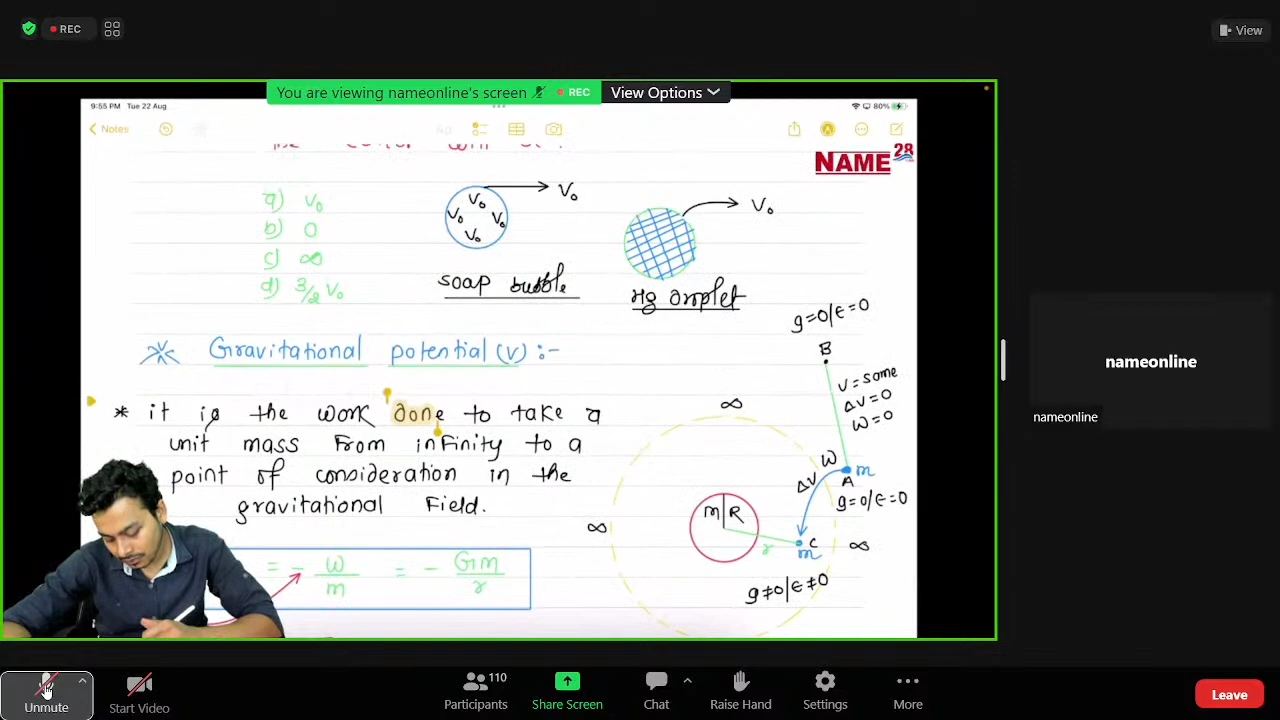 REC
View
You are viewing nameonline's screen
REC
View Options
9:55 PM Tue 22 Aug
80%
Notes
Aa
NAME 28
a) V₀
b) 0
c) ∞
d) 3/2 V₀
V₀
V₀
V₀
V₀
V₀
soap bubble
V₀
Hg droplet
g=0/E=0
B
V=some
ΔV=0
W=0
Gravitational potential (V) :-
* it is the work done to take a
unit mass From infinity to a
point of consideration in the
gravitational Field.
= - W/m = - Gm/r
∞
∞
∞
W
ΔV
m
A
g=0/E=0
M R
r
C
m
g≠0/E≠0
nameonline
nameonline
Unmute
Start Video
110
Participants
Share Screen
Chat
Raise Hand
Settings
More
Leave